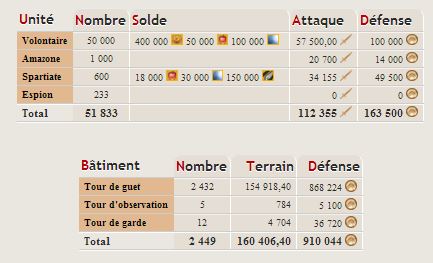 Unité Nombre Solde Attaque Défense
Volontaire 50 000 400 000 50 000 100 000 57 500,00 100 000
Amazone 1 000 20 700 14 000
Spartiate 600 18 000 30 000 150 000 34 155 49 500
Espion 233 0 0
Total 51 833 112 355 163 500
Bâtiment Nombre Terrain Défense
Tour de guet 2 432 154 918,40 868 224
Tour d'observation 5 784 5 100
Tour de garde 12 4 704 36 720
Total 2 449 160 406,40 910 044